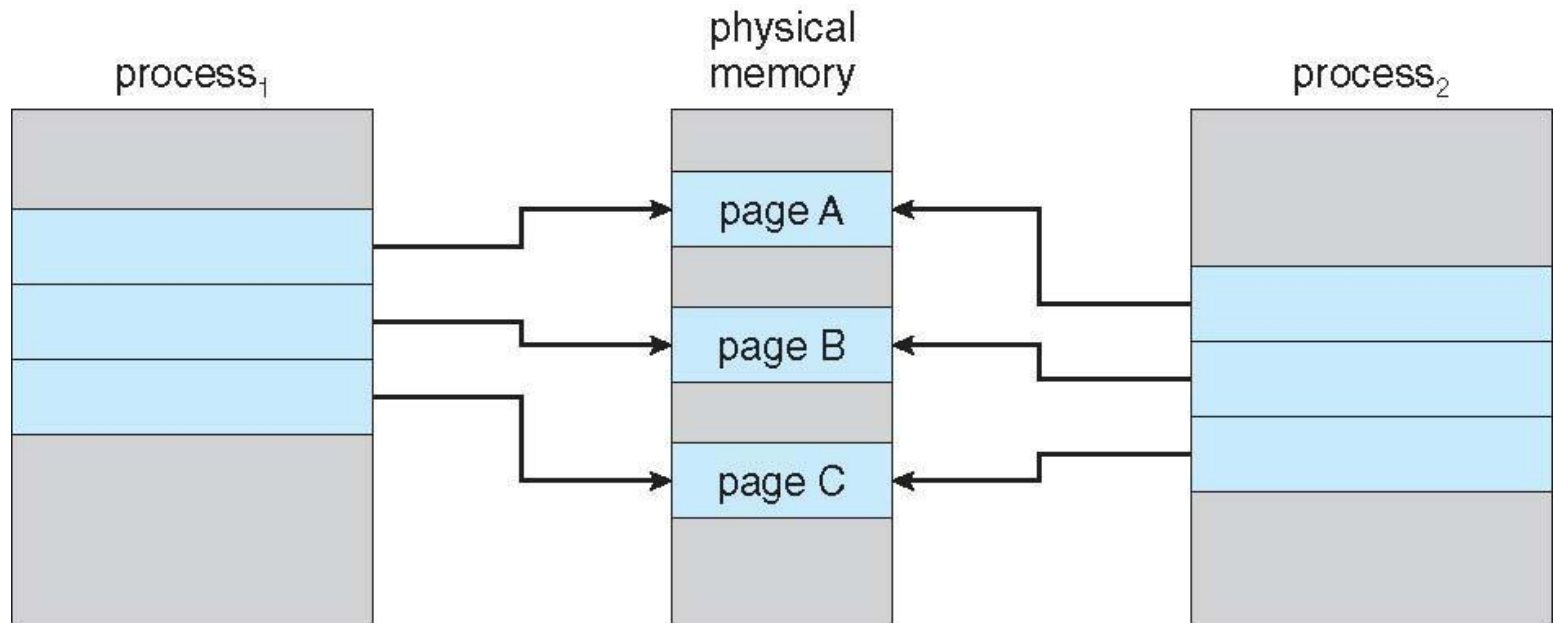 process₁
physical
memory
process₂
page A
page B
page C